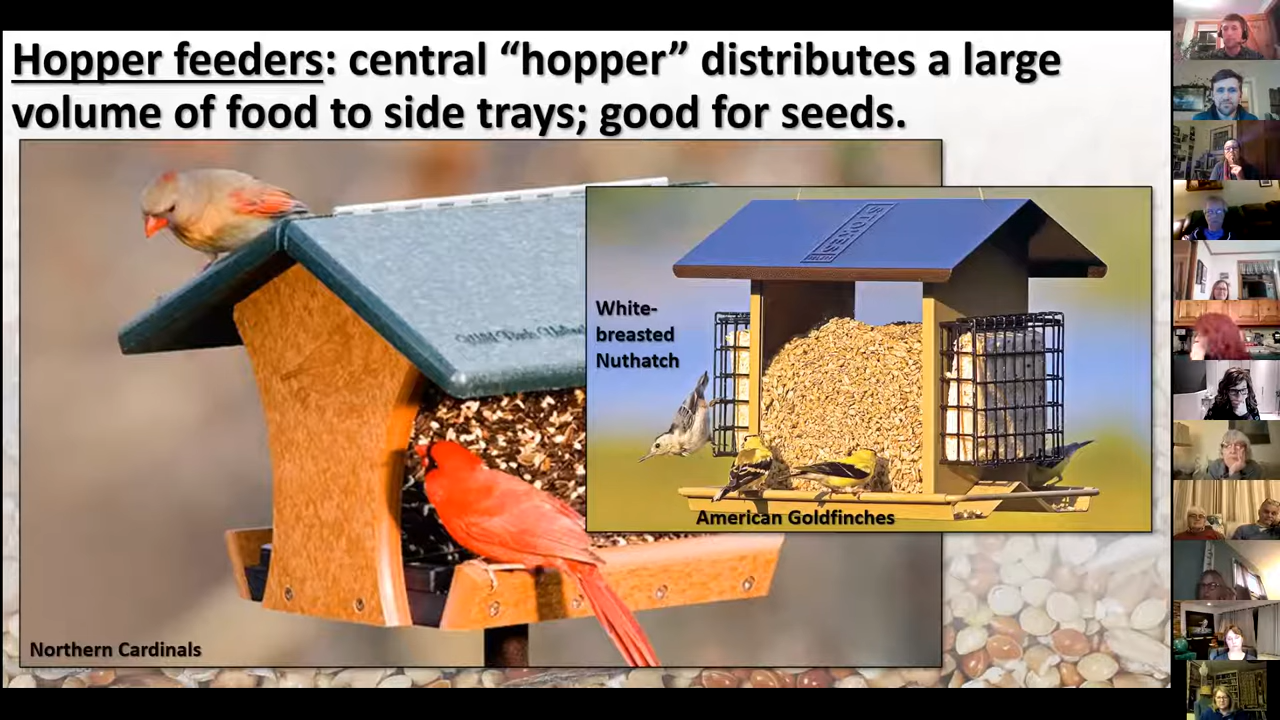 Hopper feeders: central “hopper” distributes a large
volume of food to side trays; good for seeds.
STOKES
White-
breasted
Nuthatch
American Goldfinches
Northern Cardinals